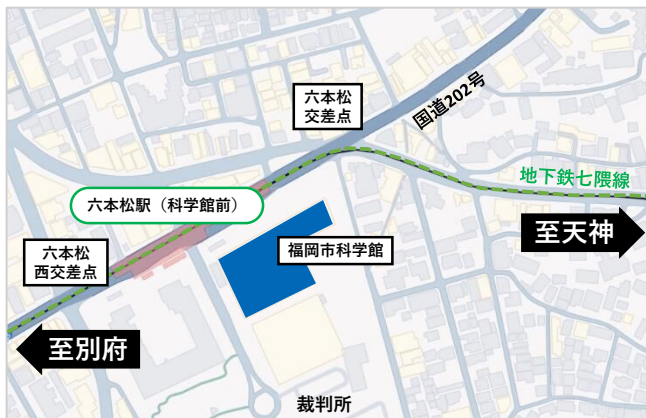 六本松
交差点
国道202号
地下鉄七隈線
六本松駅（科学館前）
至天神
六本松
西交差点
福岡市科学館
至別府
裁判所